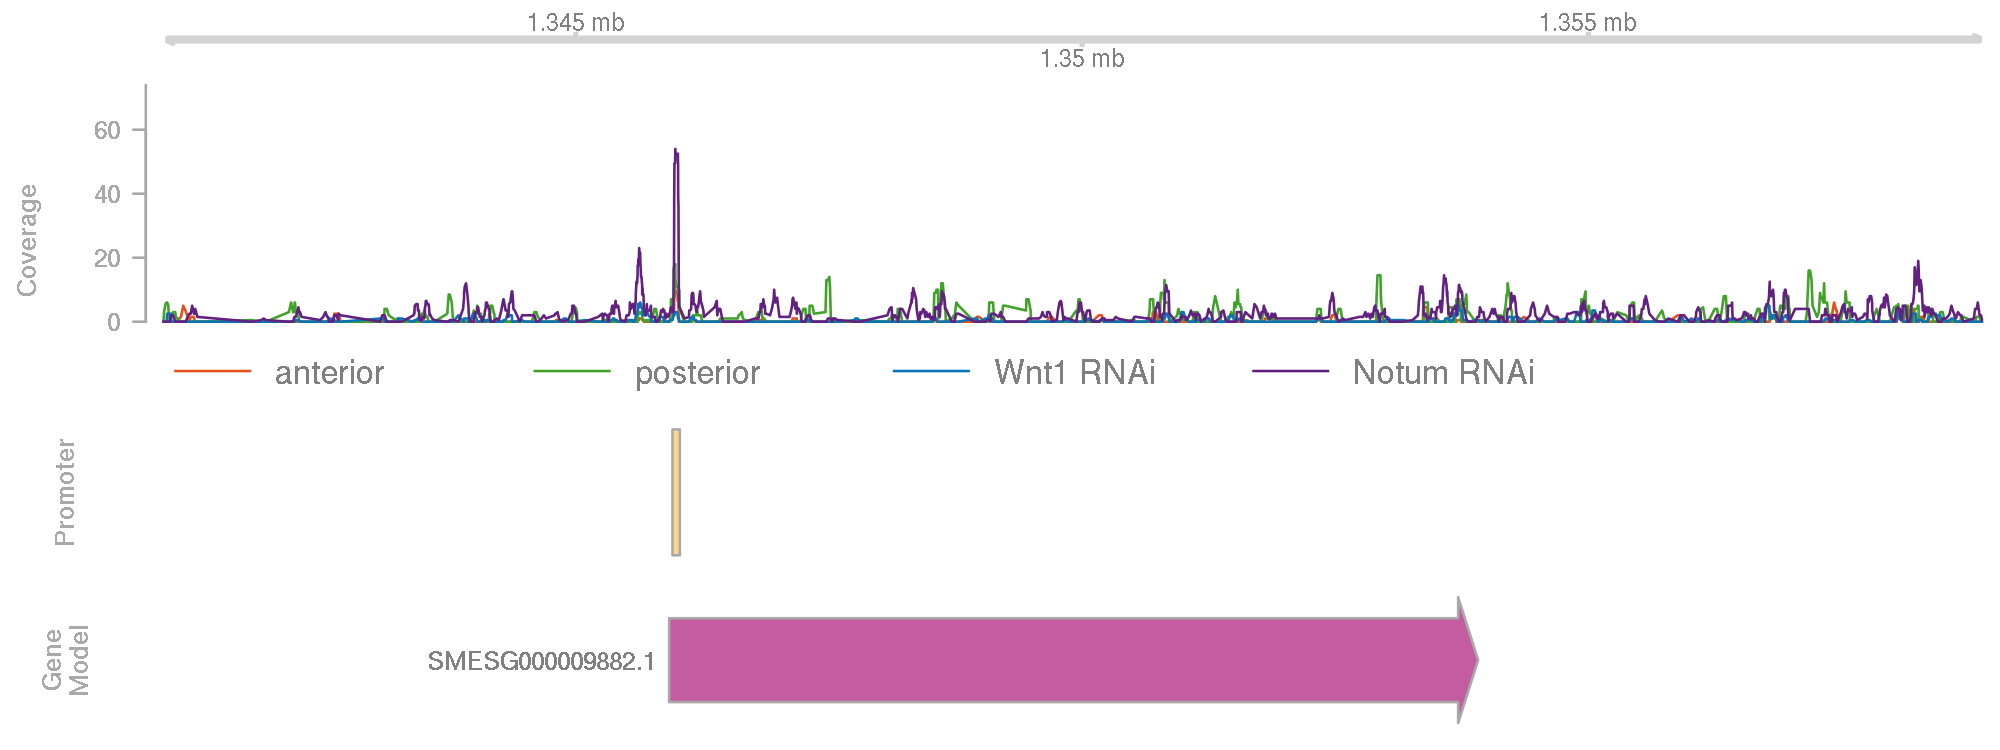 1.345 mb
1.355 mb
1.35 mb
Coverage
60
40
20
0
anterior posterior Wnt1 RNAi Notum RNAi
Promoter
Gene
Model
SMESG000009882.1